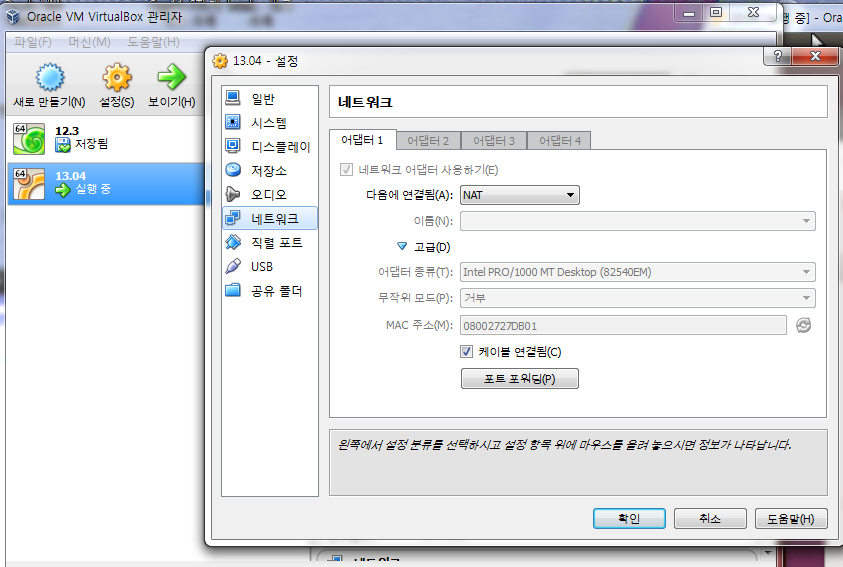 Oracle VM VirtualBox 관리자
행 중] - Ora
파일(F) 머신(M) 도움말(H)
새로 만들기(N) 설정(S) 보이기(H)
64 12.3
저장됨
64 13.04
실행 중
13.04 - 설정
일반
시스템
디스플레이
저장소
오디오
네트워크
직렬 포트
USB
공유 폴더
네트워크
어댑터 1 어댑터 2 어댑터 3 어댑터 4
네트워크 어댑터 사용하기(E)
다음에 연결됨(A): NAT
이름(N):
고급(D)
어댑터 종류(T): Intel PRO/1000 MT Desktop (82540EM)
무작위 모드(P): 거부
MAC 주소(M): 08002727DB01
케이블 연결됨(C)
포트 포워딩(P)
왼쪽에서 설정 분류를 선택하시고 설정 항목 위에 마우스를 올려 놓으시면 정보가 나타납니다.
확인 취소 도움말(H)
네트워크